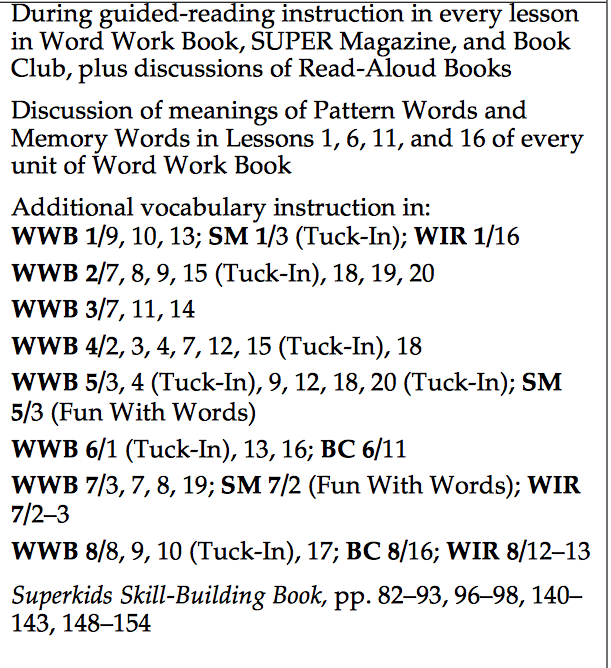 During guided-reading instruction in every lesson
in Word Work Book, SUPER Magazine, and Book
Club, plus discussions of Read-Aloud Books
Discussion of meanings of Pattern Words and
Memory Words in Lessons 1, 6, 11, and 16 of every
unit of Word Work Book
Additional vocabulary instruction in:
WWB 1/9, 10, 13; SM 1/3 (Tuck-In); WIR 1/16
WWB 2/7, 8, 9, 15 (Tuck-In), 18, 19, 20
WWB 3/7, 11, 14
WWB 4/2, 3, 4, 7, 12, 15 (Tuck-In), 18
WWB 5/3, 4 (Tuck-In), 9, 12, 18, 20 (Tuck-In); SM
5/3 (Fun With Words)
WWB 6/1 (Tuck-In), 13, 16; BC 6/11
WWB 7/3, 7, 8, 19; SM 7/2 (Fun With Words); WIR
7/2–3
WWB 8/8, 9, 10 (Tuck-In), 17; BC 8/16; WIR 8/12–13
Superkids Skill-Building Book, pp. 82–93, 96–98, 140–
143, 148–154